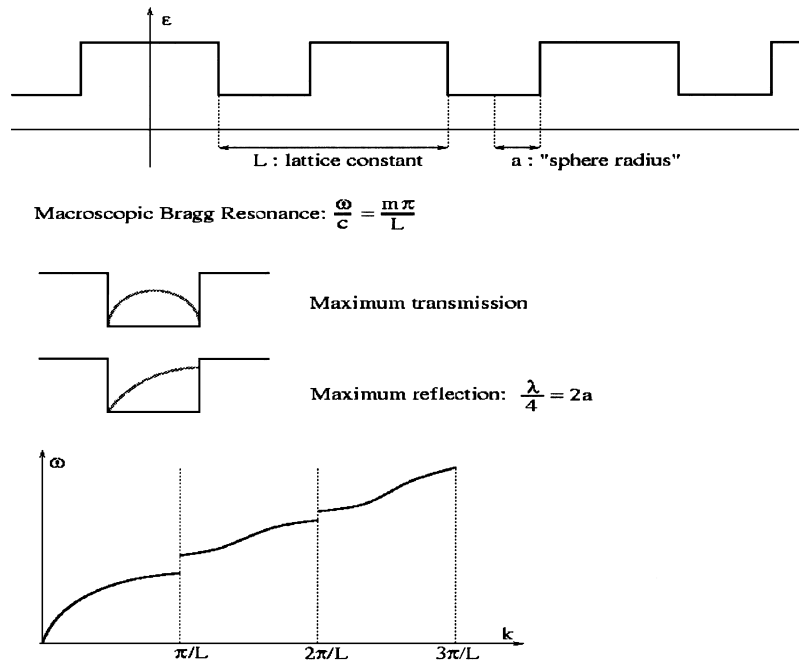 ε
L : lattice constant
a : "sphere radius"
Macroscopic Bragg Resonance: ω/c = mπ/L
Maximum transmission
Maximum reflection: λ/4 = 2a
ω
k
π/L
2π/L
3π/L